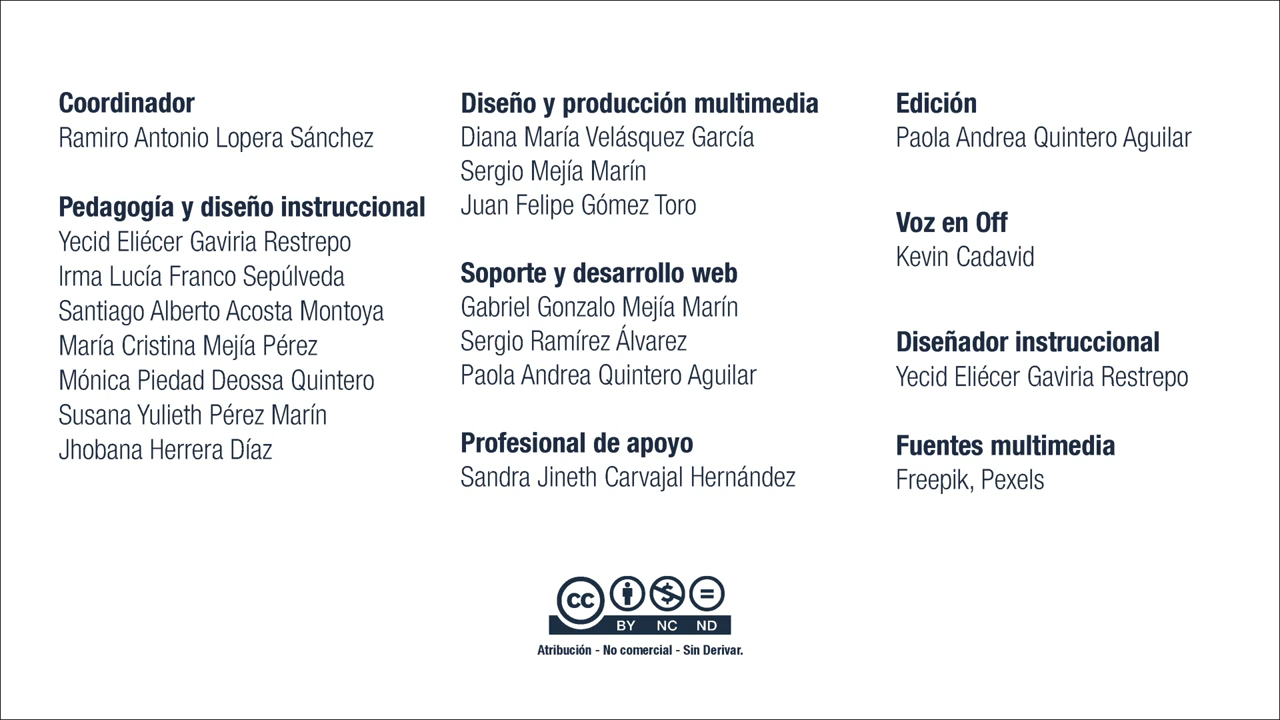 Coordinador
Ramiro Antonio Lopera Sánchez
Pedagogía y diseño instruccional
Yecid Eliécer Gaviria Restrepo
Irma Lucía Franco Sepúlveda
Santiago Alberto Acosta Montoya
María Cristina Mejía Pérez
Mónica Piedad Deossa Quintero
Susana Yulieth Pérez Marín
Jhobana Herrera Díaz
Diseño y producción multimedia
Diana María Velásquez García
Sergio Mejía Marín
Juan Felipe Gómez Toro
Soporte y desarrollo web
Gabriel Gonzalo Mejía Marín
Sergio Ramírez Álvarez
Paola Andrea Quintero Aguilar
Profesional de apoyo
Sandra Jineth Carvajal Hernández
Edición
Paola Andrea Quintero Aguilar
Voz en Off
Kevin Cadavid
Diseñador instruccional
Yecid Eliécer Gaviria Restrepo
Fuentes multimedia
Freepik, Pexels
cc
BY NC ND
Atribución - No comercial - Sin Derivar.